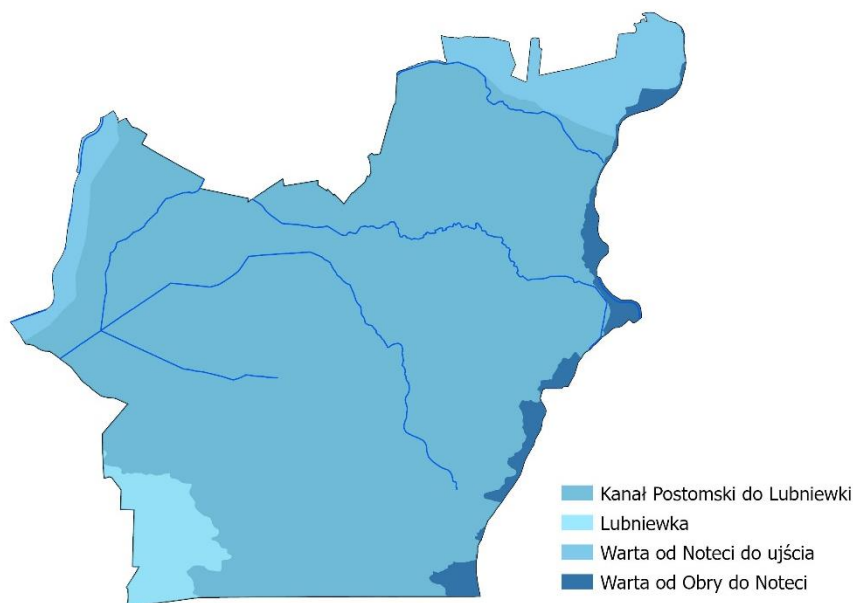 Kanał Postomski do Lubniewki
Lubniewka
Warta od Noteci do ujścia
Warta od Obry do Noteci